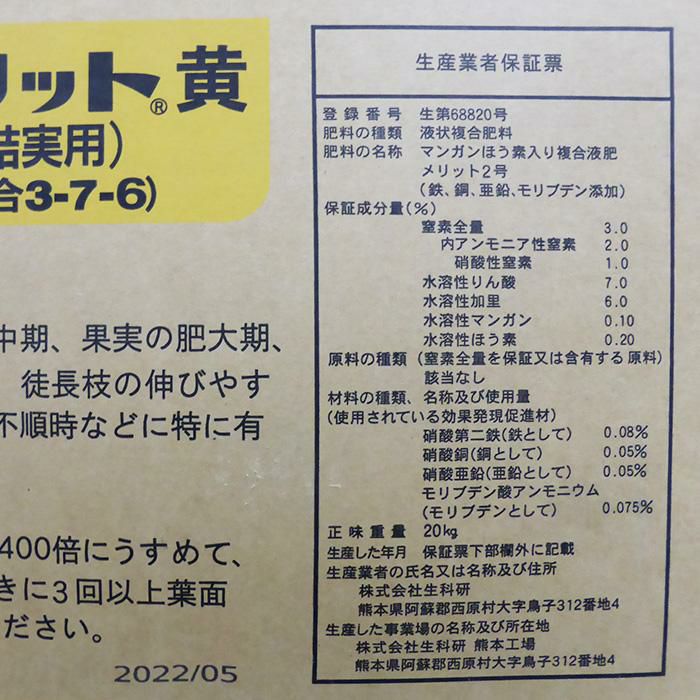 リット®黄
結実用)
合3-7-6)
中期、果実の肥大期、
徒長枝の伸びやす
不順時などに特に有
400倍にうすめて、
きに3回以上葉面
ださい。
2022/05
生産業者保証票
登録番号 生第68820号
肥料の種類 液状複合肥料
肥料の名称 マンガンほう素入り複合液肥
メリット2号
(鉄、銅、亜鉛、モリブデン添加)
保証成分量(%)
窒素全量 3.0
内アンモニア性窒素 2.0
硝酸性窒素 1.0
水溶性りん酸 7.0
水溶性加里 6.0
水溶性マンガン 0.10
水溶性ほう素 0.20
原料の種類 (窒素全量を保証又は含有する原料)
該当なし
材料の種類、名称及び使用量
(使用されている効果発現促進材)
硝酸第二鉄(鉄として) 0.08%
硝酸銅(銅として) 0.05%
硝酸亜鉛(亜鉛として) 0.05%
モリブデン酸アンモニウム
(モリブデンとして) 0.075%
正味重量 20kg
生産した年月 保証票下部欄外に記載
生産業者の氏名又は名称及び住所
株式会社生科研
熊本県阿蘇郡西原村大字鳥子312番地4
生産した事業場の名称及び所在地
株式会社生科研 熊本工場
熊本県阿蘇郡西原村大字鳥子312番地4